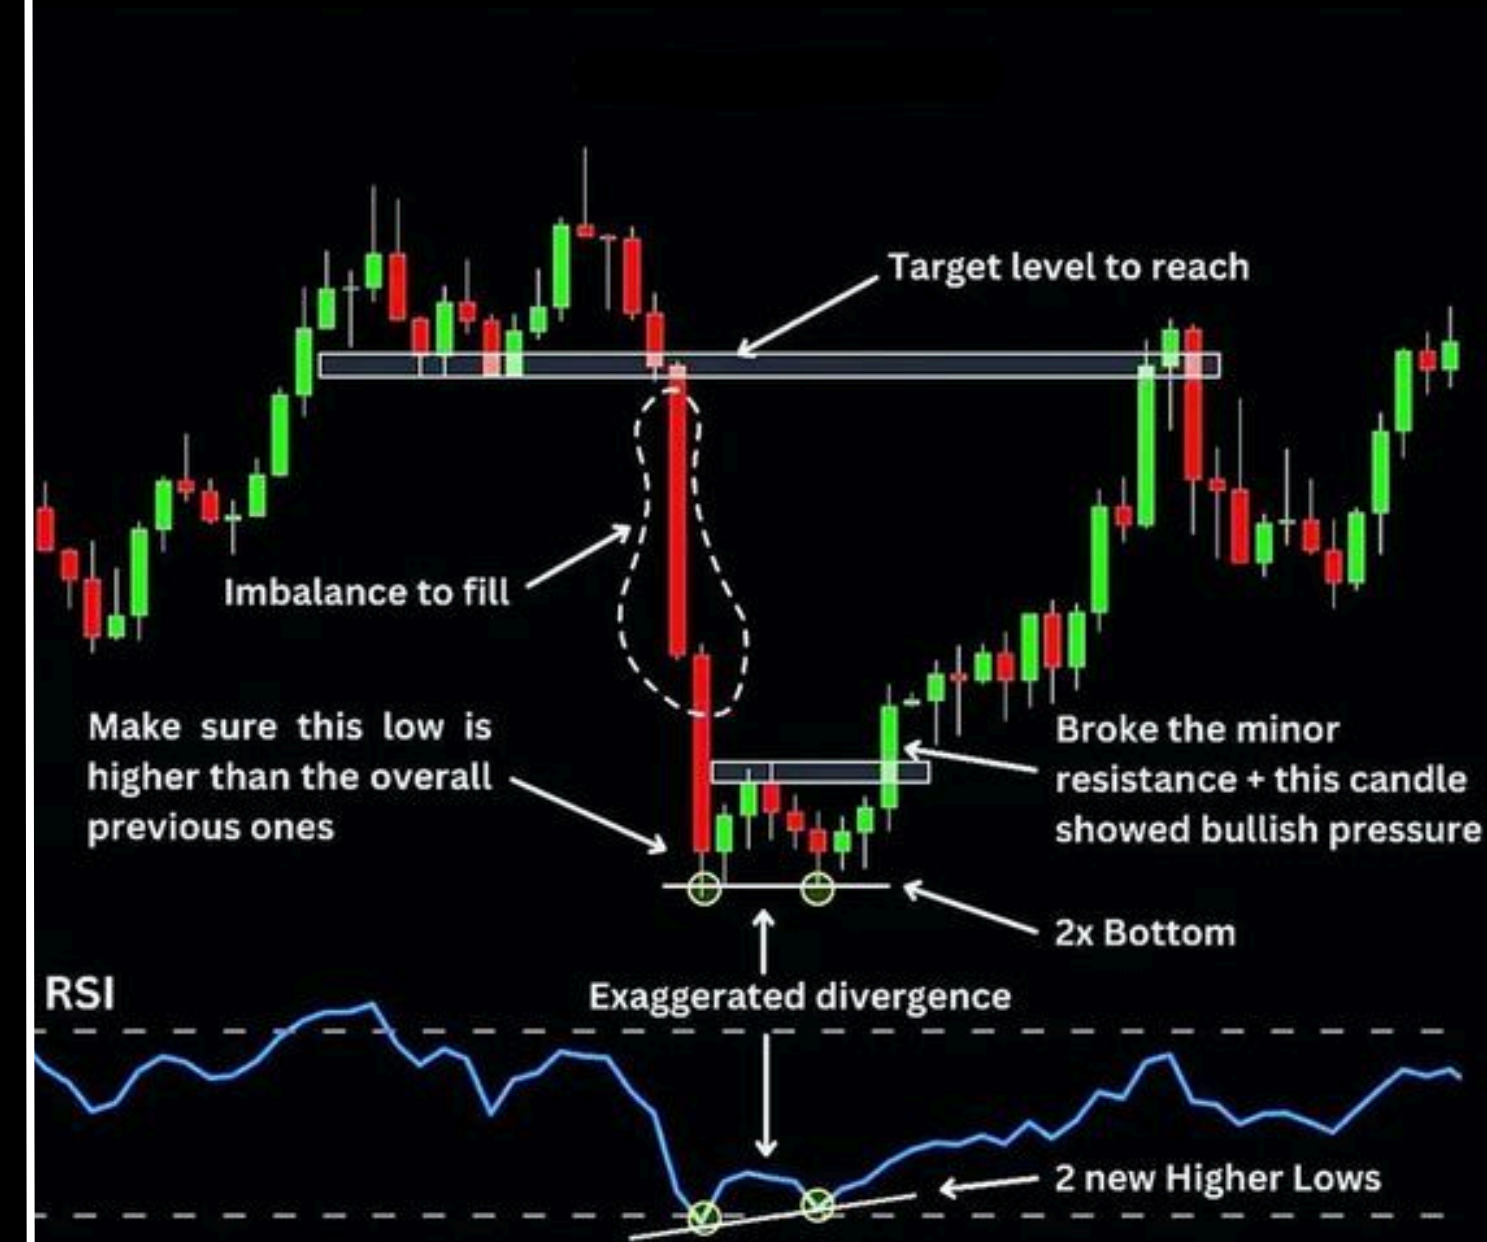 Target level to reach
Imbalance to fill
Make sure this low is
higher than the overall
previous ones
Broke the minor
resistance + this candle
showed bullish pressure
2x Bottom
Exaggerated divergence
RSI
2 new Higher Lows